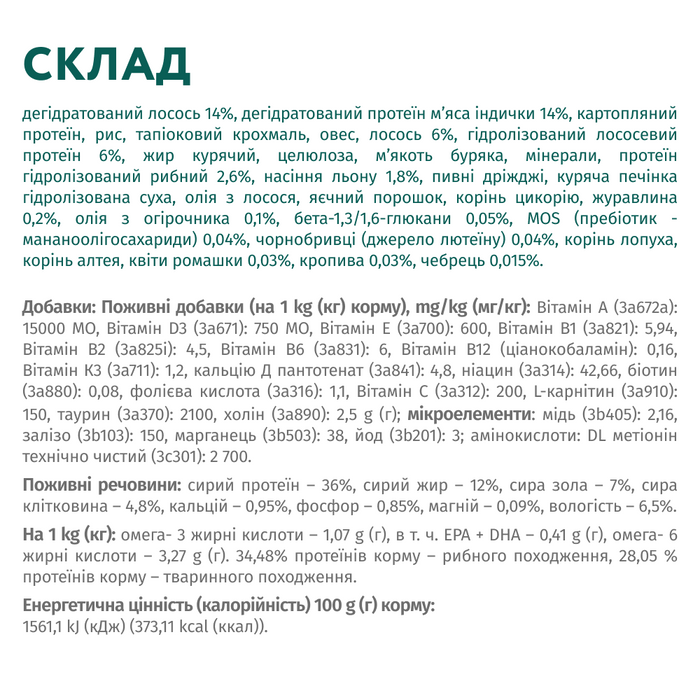 СКЛАД
дегідратований лосось 14%, дегідратований протеїн м’яса індички 14%, картопляний
протеїн, рис, тапіоковий крохмаль, овес, лосось 6%, гідролізований лососевий
протеїн 6%, жир курячий, целюлоза, м’якоть буряка, мінерали, протеїн
гідролізований рибний 2,6%, насіння льону 1,8%, пивні дріжджі, куряча печінка
гідролізована суха, олія з лосося, яєчний порошок, корінь цикорію, журавлина
0,2%, олія з огірочника 0,1%, бета-1,3/1,6-глюкани 0,05%, MOS (пребіотик -
мананоолігосахариди) 0,04%, чорнобривці (джерело лютеїну) 0,04%, корінь лопуха,
корінь алтея, квіти ромашки 0,03%, кропива 0,03%, чебрець 0,015%.
Добавки: Поживні добавки (на 1 kg (кг) корму), mg/kg (мг/кг): Вітамін А (3а672а):
15000 МО, Вітамін D3 (3а671): 750 МО, Вітамін Е (3а700): 600, Вітамін В1 (3а821): 5,94,
Вітамін В2 (3а825і): 4,5, Вітамін В6 (3а831): 6, Вітамін В12 (ціанокобаламін): 0,16,
Вітамін К3 (3а711): 1,2, кальцію Д пантотенат (3а841): 4,8, ніацин (3а314): 42,66, біотин
(3а880): 0,08, фолієва кислота (3а316): 1,1, Вітамін С (3а312): 200, L-карнітин (3а910):
150, таурин (3а370): 2100, холін (3а890): 2,5 g (г); мікроелементи: мідь (3b405): 2,16,
залізо (3b103): 150, марганець (3b503): 38, йод (3b201): 3; амінокислоти: DL метіонін
технічно чистий (3с301): 2 700.
Поживні речовини: сирий протеїн – 36%, сирий жир – 12%, сира зола – 7%, сира
клітковина – 4,8%, кальцій – 0,95%, фосфор – 0,85%, магній – 0,09%, вологість – 6,5%.
На 1 kg (кг): омега- 3 жирні кислоти – 1,07 g (г), в т. ч. EPA + DHA – 0,41 g (г), омега- 6
жирні кислоти – 3,27 g (г). 34,48% протеїнів корму – рибного походження, 28,05 %
протеїнів корму – тваринного походження.
Енергетична цінність (калорійність) 100 g (г) корму:
1561,1 kJ (кДж) (373,11 kcal (ккал)).